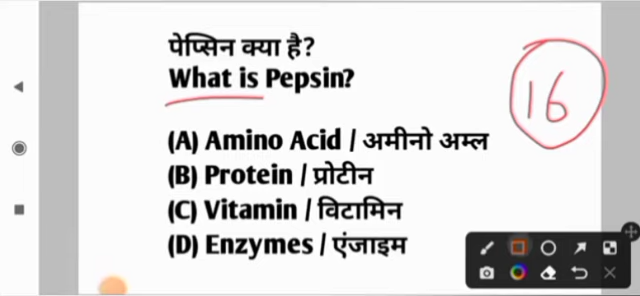 पेप्सिन क्या है?
What is Pepsin?
16
(A) Amino Acid / अमीनो अम्ल
(B) Protein / प्रोटीन
(C) Vitamin / विटामिन
(D) Enzymes / एंजाइम